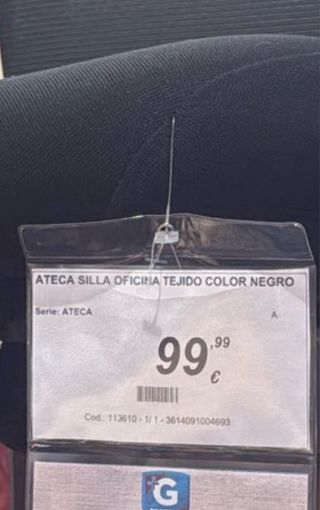 ATECA SILLA OFICINA TEJIDO COLOR NEGRO
Serie: ATECA A
99,99
€
Cod.: 113610 - 1/ 1 - 3614091004693
G